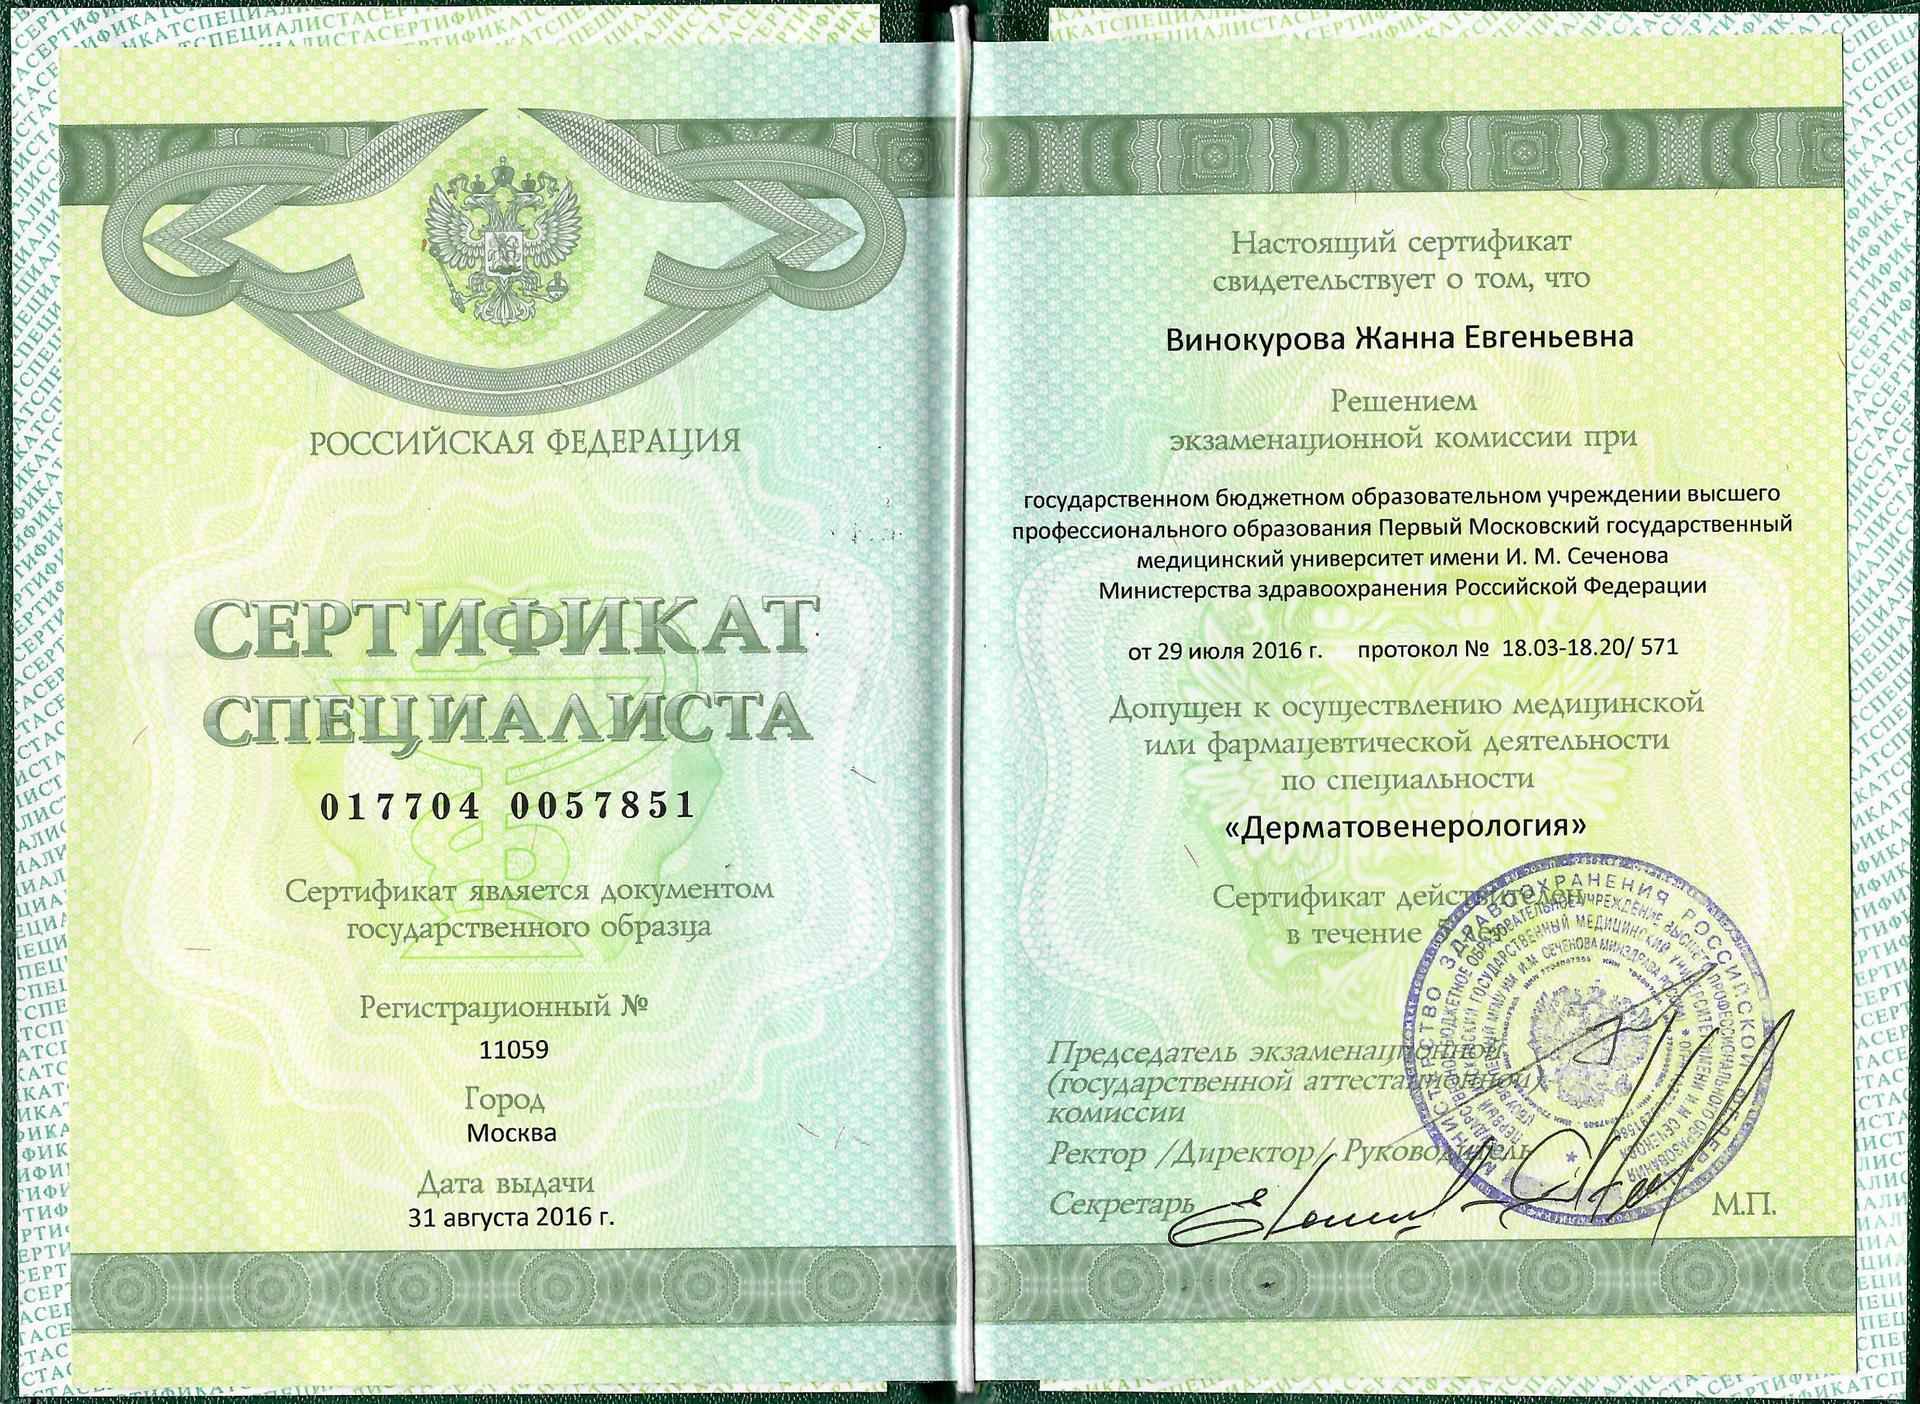 РОССИЙСКАЯ ФЕДЕРАЦИЯ
СЕРТИФИКАТ
СПЕЦИАЛИСТА
017704 0057851
Сертификат является документом
государственного образца
Регистрационный №
11059
Город
Москва
Дата выдачи
31 августа 2016 г.
Настоящий сертификат
свидетельствует о том, что
Винокурова Жанна Евгеньевна
Решением
экзаменационной комиссии при
государственном бюджетном образовательном учреждении высшего
профессионального образования Первый Московский государственный
медицинский университет имени И. М. Сеченова
Министерства здравоохранения Российской Федерации
от 29 июля 2016 г. протокол № 18.03-18.20/ 571
Допущен к осуществлению медицинской
или фармацевтической деятельности
по специальности
«Дерматовенерология»
Сертификат действителен
в течение 5 лет
Председатель экзаменационной
(государственной аттестационной)
комиссии
Ректор /Директор/ Руководитель
Секретарь
М.П.